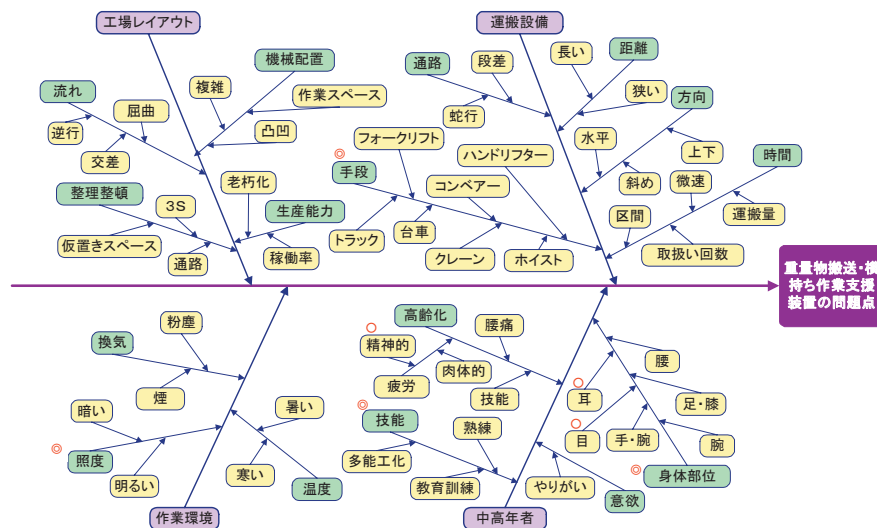 工場レイアウト
運搬設備
機械配置
通路
段差
長い
距離
流れ
屈曲
複雑
作業スペース
狭い
方向
逆行
交差
凸凹
フォークリフト
蛇行
水平
上下
時間
◎
手段
ハンドリフター
整理整頓
3S
老朽化
コンベアー
斜め
微速
生産能力
仮置きスペース
通路
稼働率
トラック
台車
クレーン
ホイスト
区間
取扱い回数
運搬量
重量物搬送・横
持ち作業支援
装置の問題点
粉塵
高齢化
腰痛
換気
○
精神的
肉体的
腰
煙
疲労
技能
○
耳
足・膝
暗い
暑い
◎
技能
熟練
○
目
手・腕
腕
◎
照度
多能工化
明るい
寒い
温度
教育訓練
やりがい
意欲
◎
身体部位
作業環境
中高年者